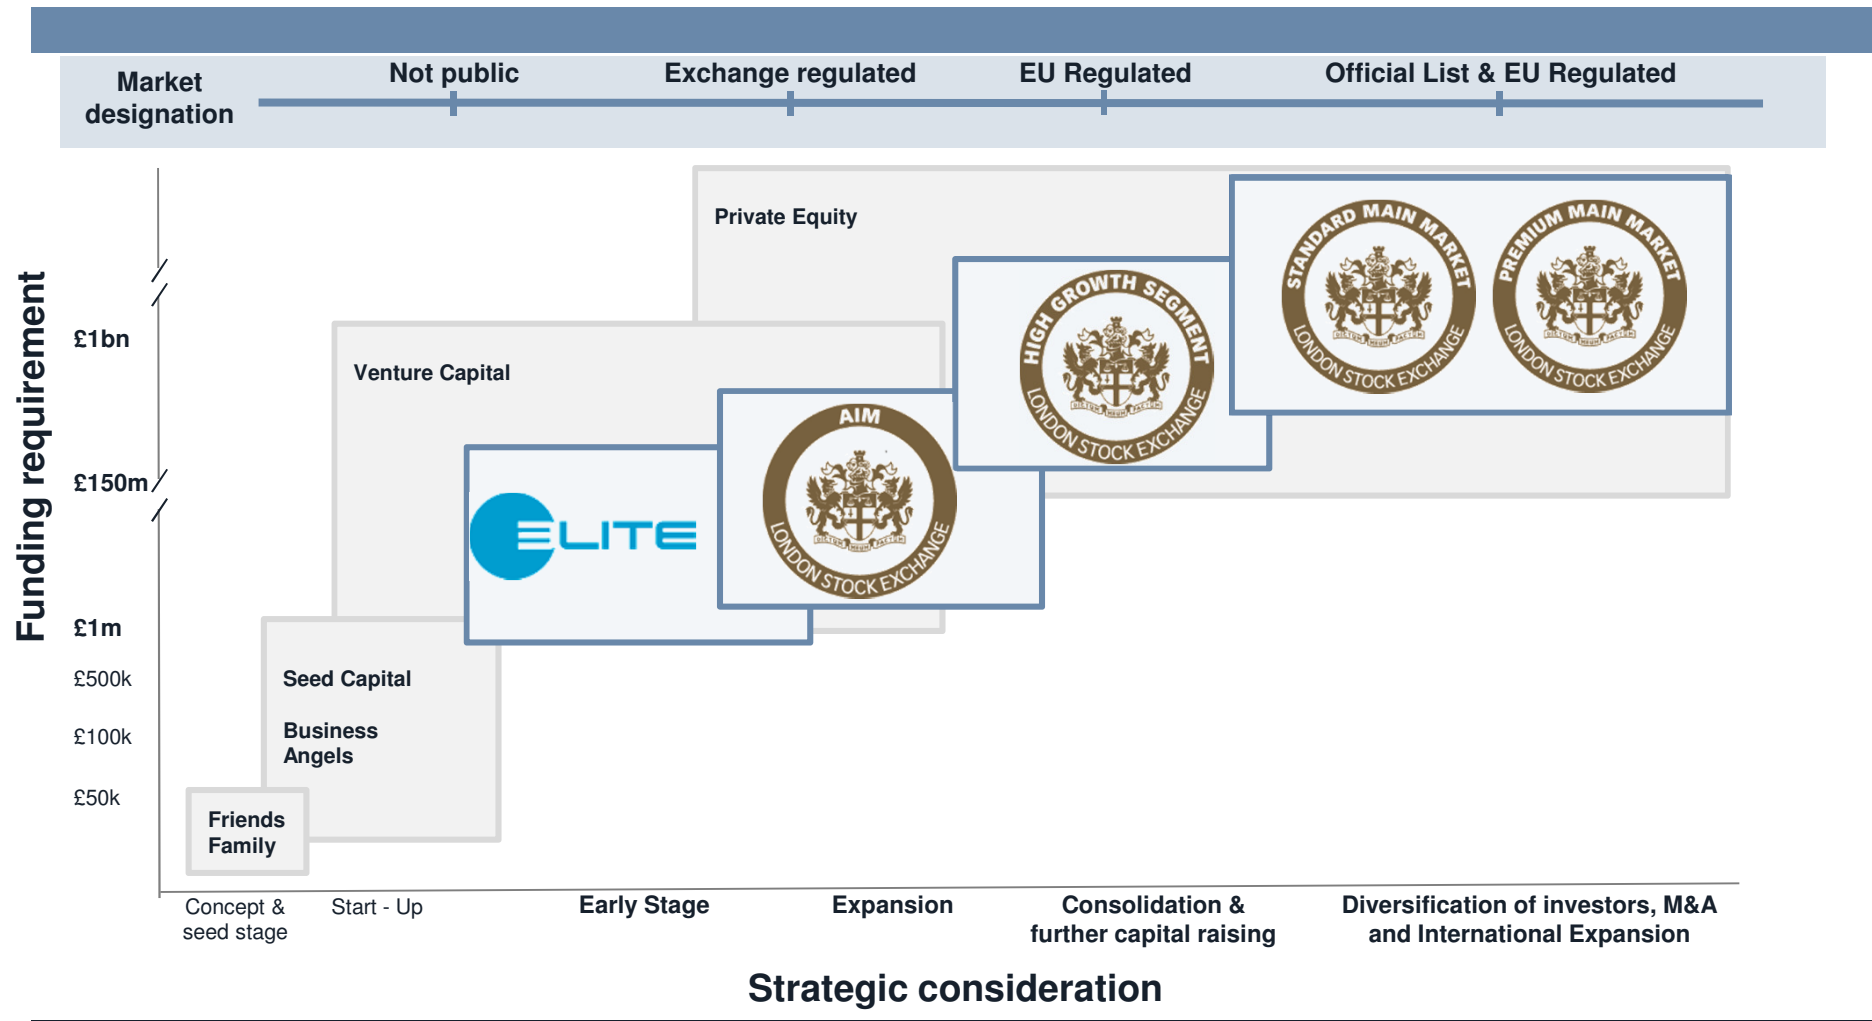 Market
designation
Not public
Exchange regulated
EU Regulated
Official List & EU Regulated
Funding requirement
£1bn
£150m
£1m
£500k
£100k
£50k
Private Equity
Venture Capital
Seed Capital
Business
Angels
Friends
Family
ELITE
AIM
LONDON STOCK EXCHANGE
HIGH GROWTH SEGMENT
LONDON STOCK EXCHANGE
STANDARD MAIN MARKET
LONDON STOCK EXCHANGE
PREMIUM MAIN MARKET
LONDON STOCK EXCHANGE
Concept &
seed stage
Start - Up
Early Stage
Expansion
Consolidation &
further capital raising
Diversification of investors, M&A
and International Expansion
Strategic consideration